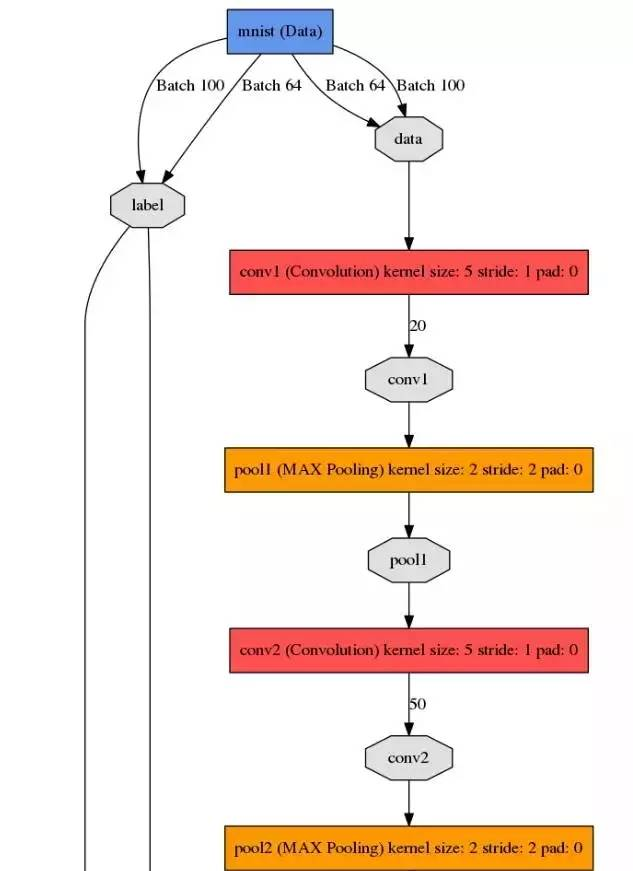 mnist (Data)
Batch 100 Batch 64 Batch 64 Batch 100
data
label
conv1 (Convolution) kernel size: 5 stride: 1 pad: 0
20
conv1
pool1 (MAX Pooling) kernel size: 2 stride: 2 pad: 0
pool1
conv2 (Convolution) kernel size: 5 stride: 1 pad: 0
50
conv2
pool2 (MAX Pooling) kernel size: 2 stride: 2 pad: 0